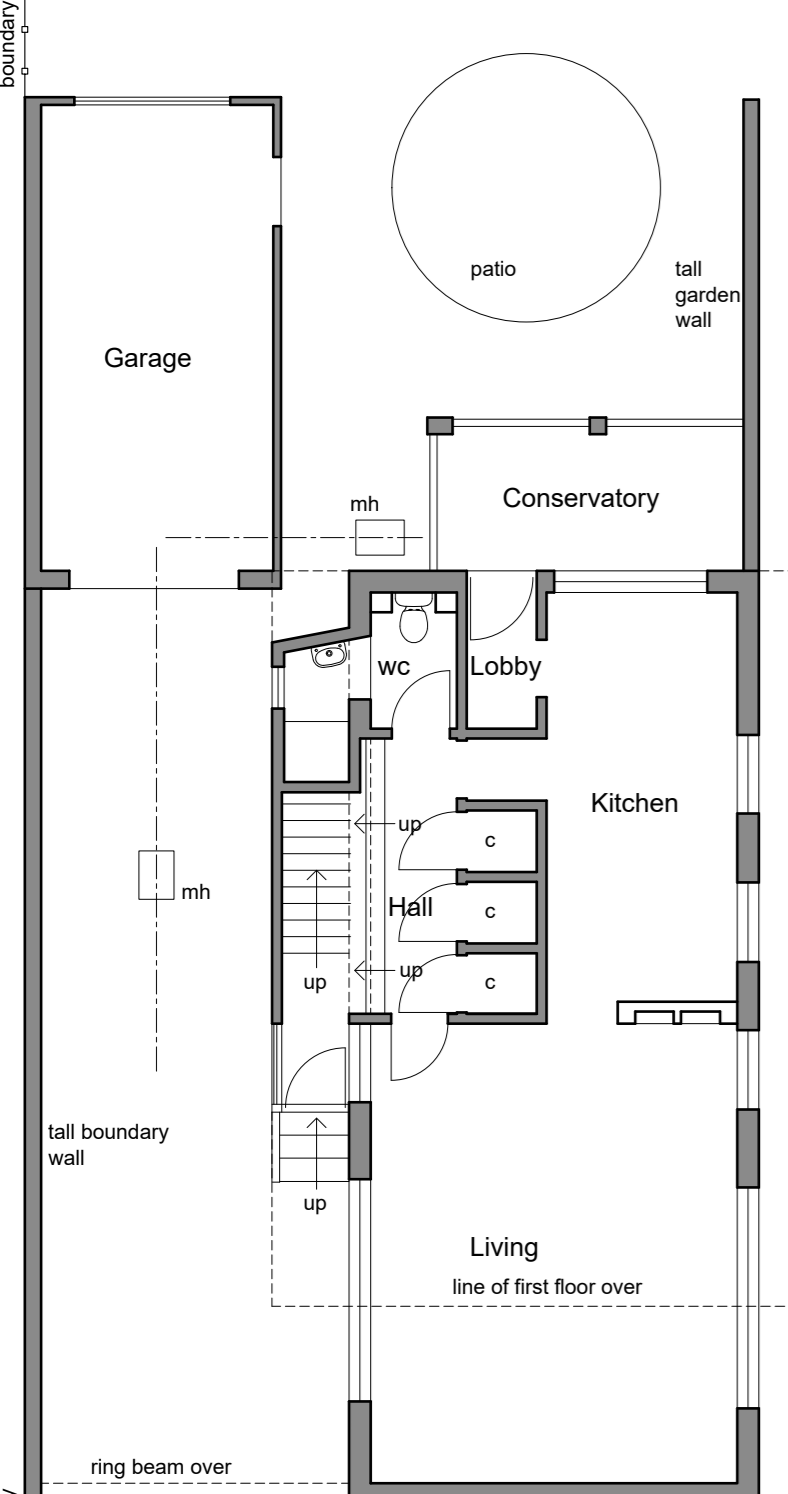 boundary
patio
tall
garden
wall
Garage
Conservatory
mh
wc
Lobby
Kitchen
up
c
mh
Hall
c
up
c
up
tall boundary
wall
up
Living
line of first floor over
ring beam over